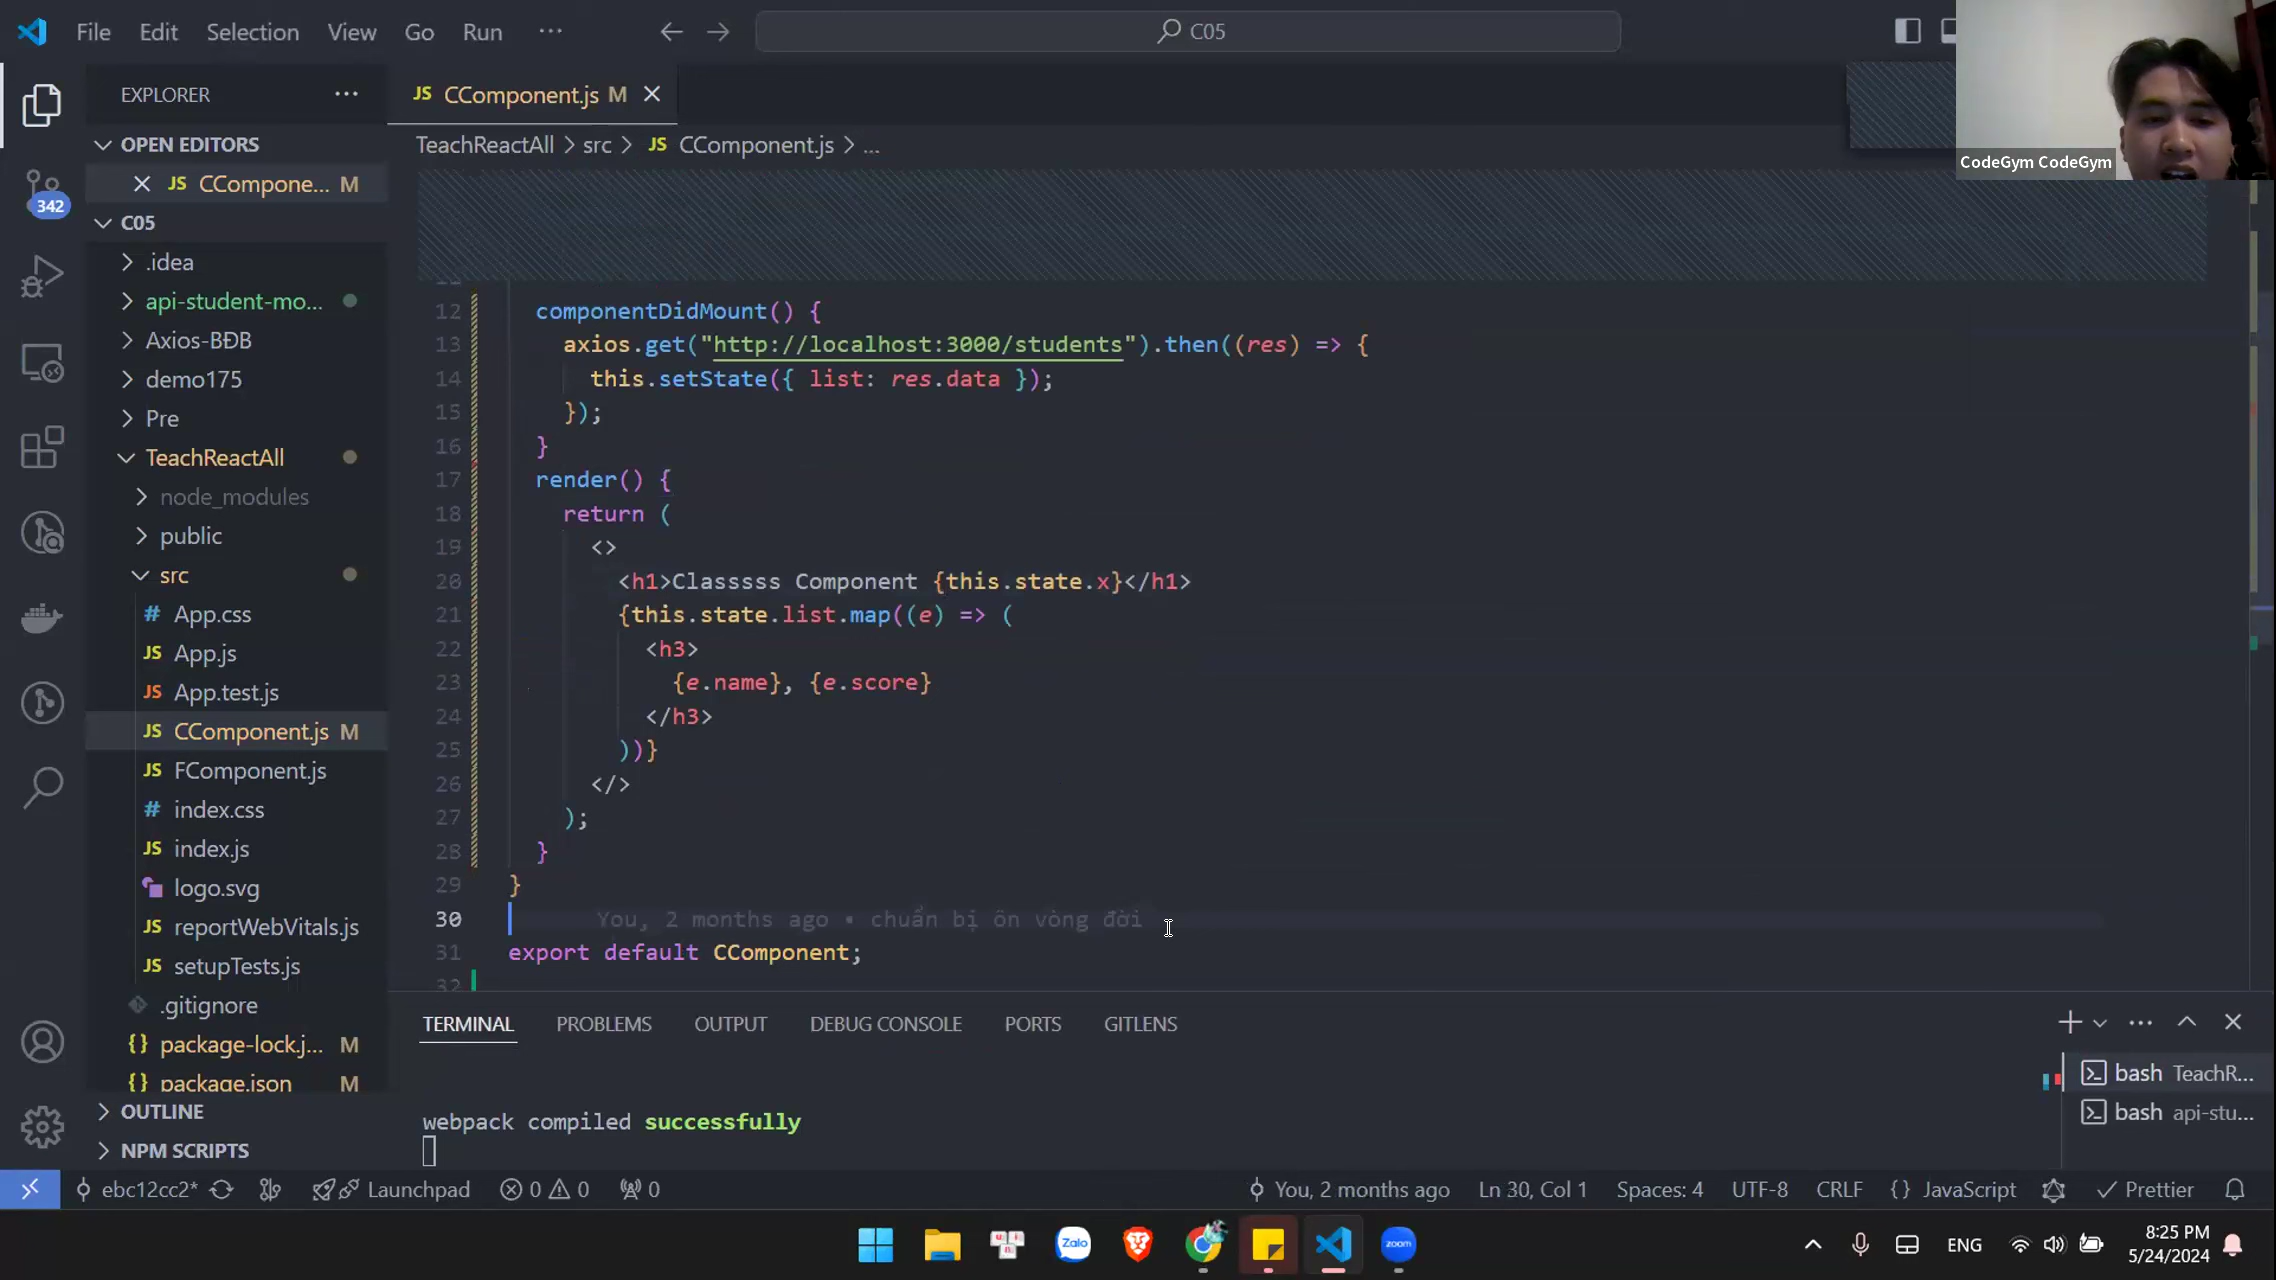 File Edit Selection View Go Run ··· C05
EXPLORER ···
JS CComponent.js M
CodeGym CodeGym
OPEN EDITORS
JS CCompone... M
342
C05
.idea
api-student-mo...
Axios-BĐB
demo175
Pre
TeachReactAll
node_modules
public
src
# App.css
JS App.js
JS App.test.js
JS CComponent.js M
JS FComponent.js
# index.css
JS index.js
logo.svg
JS reportWebVitals.js
JS setupTests.js
.gitignore
{} package-lock.j... M
{} package.json M
OUTLINE
NPM SCRIPTS
TeachReactAll > src > JS CComponent.js > ...
12 componentDidMount() {
13 axios.get("http://localhost:3000/students").then((res) => {
14 this.setState({ list: res.data });
15 });
16 }
17 render() {
18 return (
19 <>
20 <h1>Classsss Component {this.state.x}</h1>
21 {this.state.list.map((e) => (
22 <h3>
23 {e.name}, {e.score}
24 </h3>
25 ))}
26 </>
27 );
28 }
29 }
30 You, 2 months ago • chuẩn bị ôn vòng đời
31 export default CComponent;
32
TERMINAL PROBLEMS OUTPUT DEBUG CONSOLE PORTS GITLENS
webpack compiled successfully
bash TeachR...
bash api-stu...
ebc12cc2* Launchpad 0 0 0 You, 2 months ago Ln 30, Col 1 Spaces: 4 UTF-8 CRLF {} JavaScript Prettier
Zalo zoom ENG 8:25 PM
5/24/2024